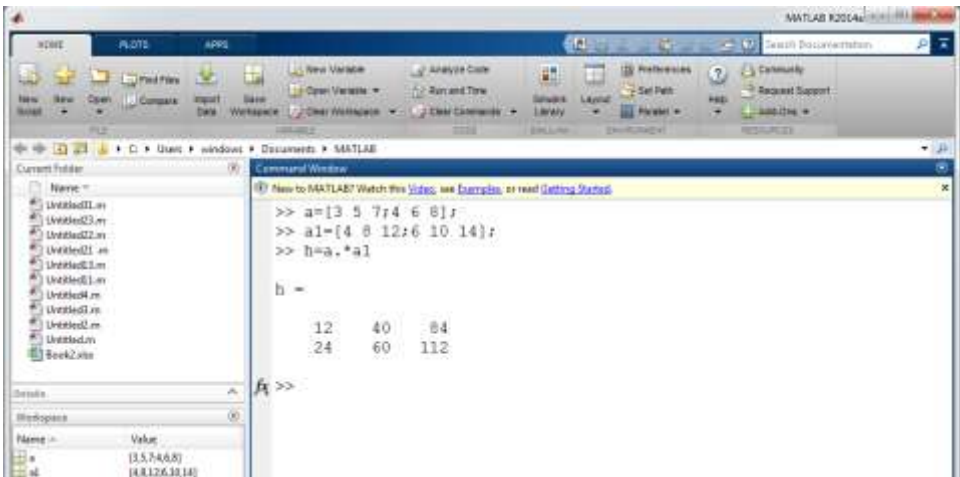 MATLAB R2014a
HOME PLOTS APPS
Search Documentation
New Script New Open Find Files Compare Import Data Save Workspace New Variable Open Variable Clear Workspace Analyze Code Run and Time Clear Commands Simulink Library Layout Preferences Set Path Parallel Help Community Request Support Add-Ons
FILE VARIABLE CODE SIMULINK ENVIRONMENT RESOURCES
D: Users windows Documents MATLAB
Current Folder
Command Window
Name
New to MATLAB? Watch this Video, see Examples, or read Getting Started.
Untitled23.m
Untitled22.m
Untitled21.m
Untitled13.m
Untitled11.m
Untitled4.m
Untitled3.m
Untitled2.m
Untitled.m
Book2.xlsx
>> a=[3 5 7;4 6 8];
>> a1=[4 8 12;6 10 14];
>> h=a.*a1
h =
12 40 84
24 60 112
fx >>
Details
Workspace
Name Value
a [3,5,7;4,6,8]
a1 [4,8,12;6,10,14]